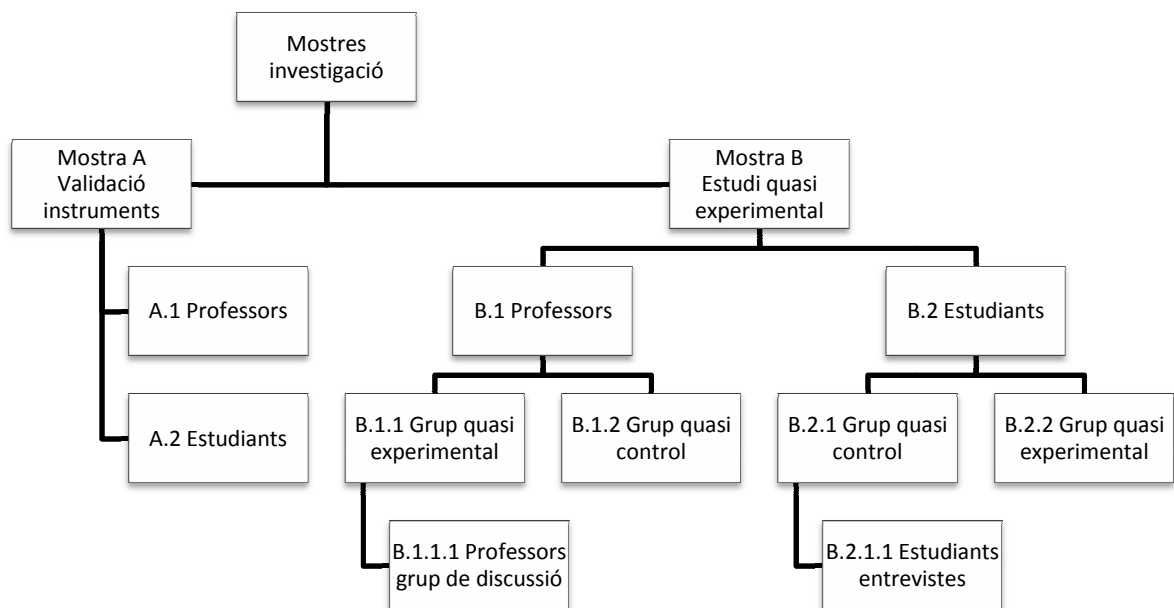 Mostres
investigació
Mostra A
Validació
instruments
Mostra B
Estudi quasi
experimental
A.1 Professors
B.1 Professors
B.2 Estudiants
A.2 Estudiants
B.1.1 Grup quasi
experimental
B.1.2 Grup quasi
control
B.2.1 Grup quasi
control
B.2.2 Grup quasi
experimental
B.1.1.1 Professors
grup de discussió
B.2.1.1 Estudiants
entrevistes